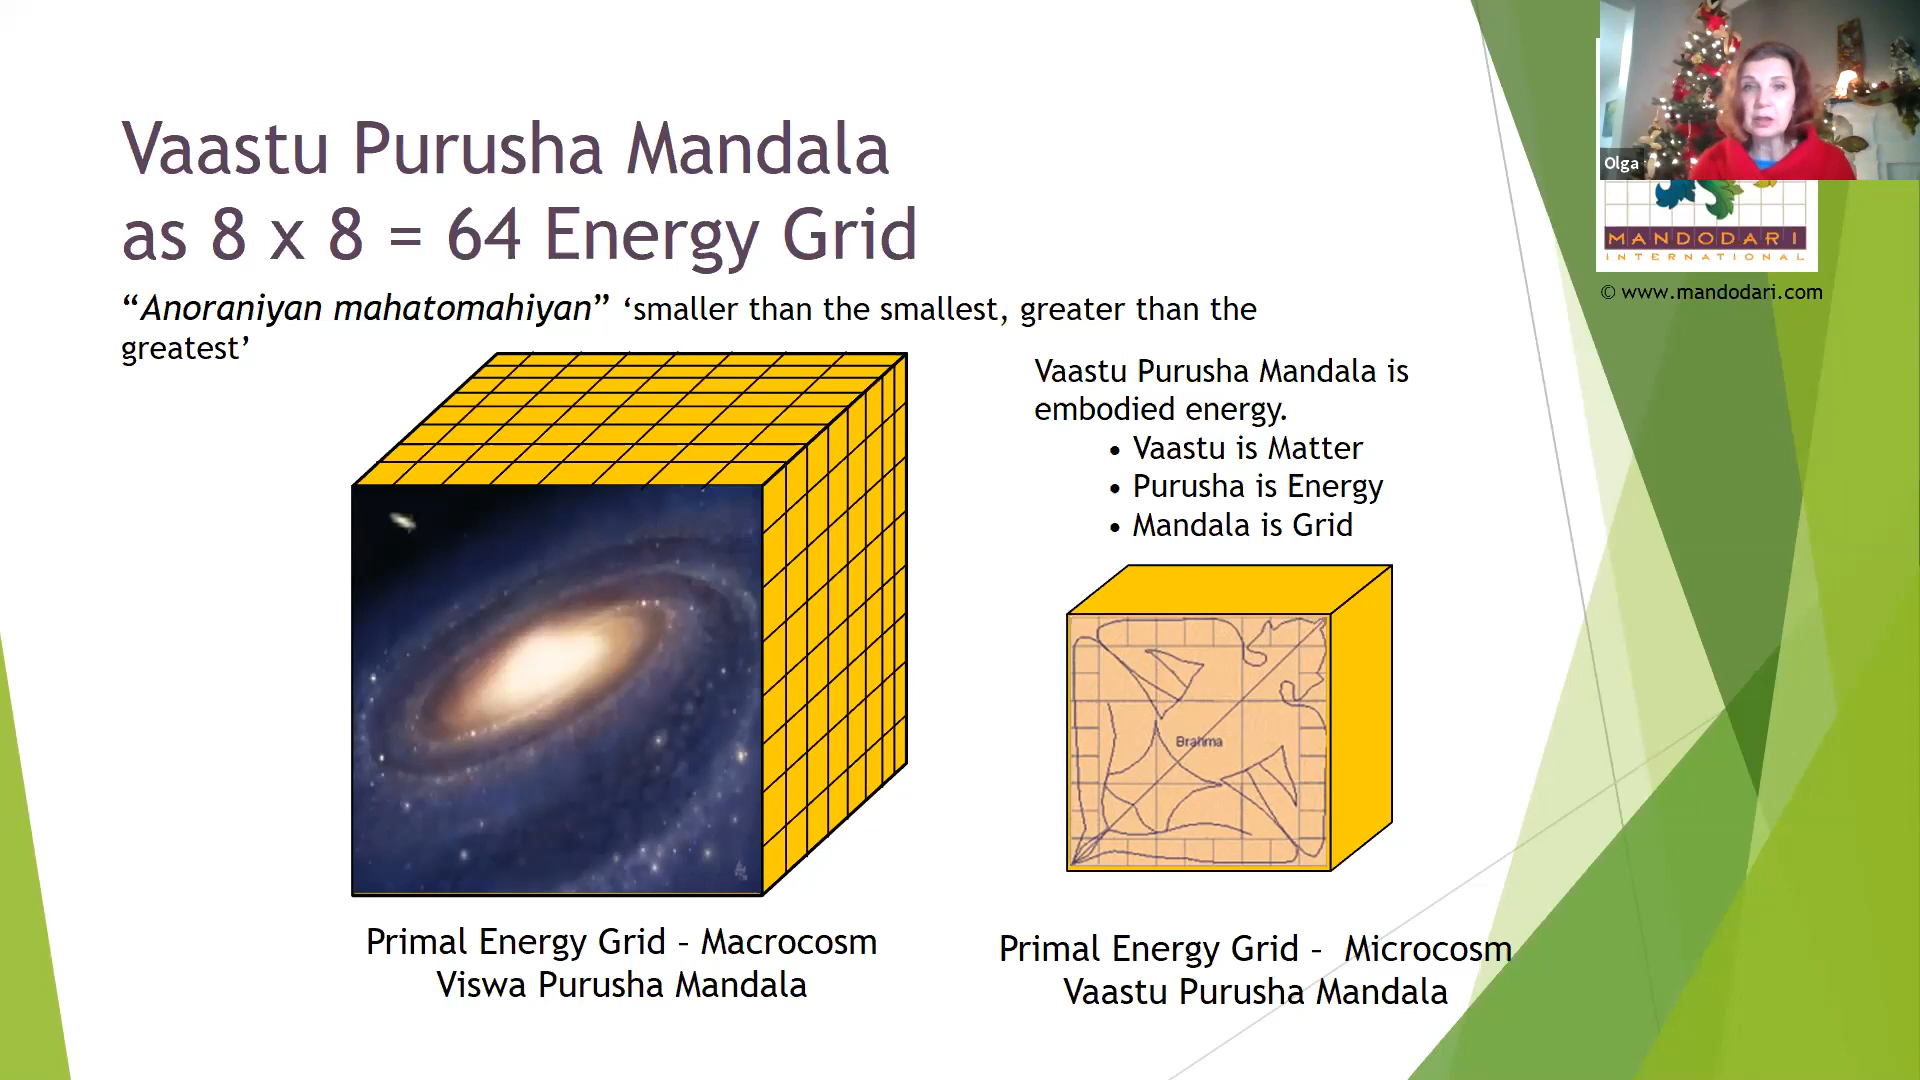 Vaastu Purusha Mandala
as 8 x 8 = 64 Energy Grid
“Anoraniyan mahatomahiyan” ‘smaller than the smallest, greater than the
greatest’
Vaastu Purusha Mandala is
embodied energy.
• Vaastu is Matter
• Purusha is Energy
• Mandala is Grid
Brahma
Primal Energy Grid – Macrocosm
Viswa Purusha Mandala
Primal Energy Grid – Microcosm
Vaastu Purusha Mandala
Olga
MANDODARI
INTERNATIONAL
© www.mandodari.com